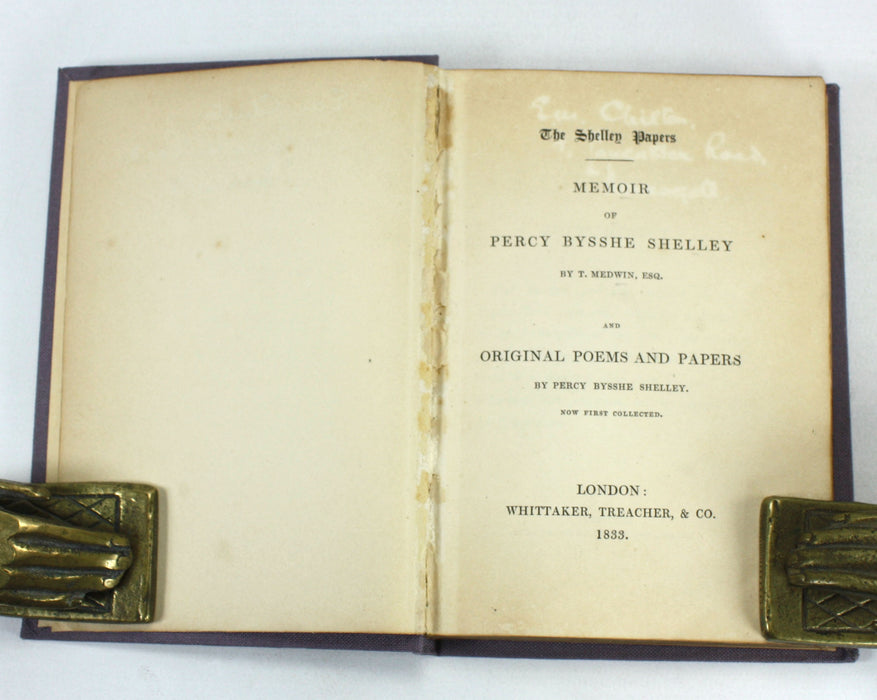 The Shelley Papers
MEMOIR
OF
PERCY BYSSHE SHELLEY
BY T. MEDWIN, ESQ.
AND
ORIGINAL POEMS AND PAPERS
BY PERCY BYSSHE SHELLEY.
NOW FIRST COLLECTED.
LONDON:
WHITTAKER, TREACHER, & CO.
1833.